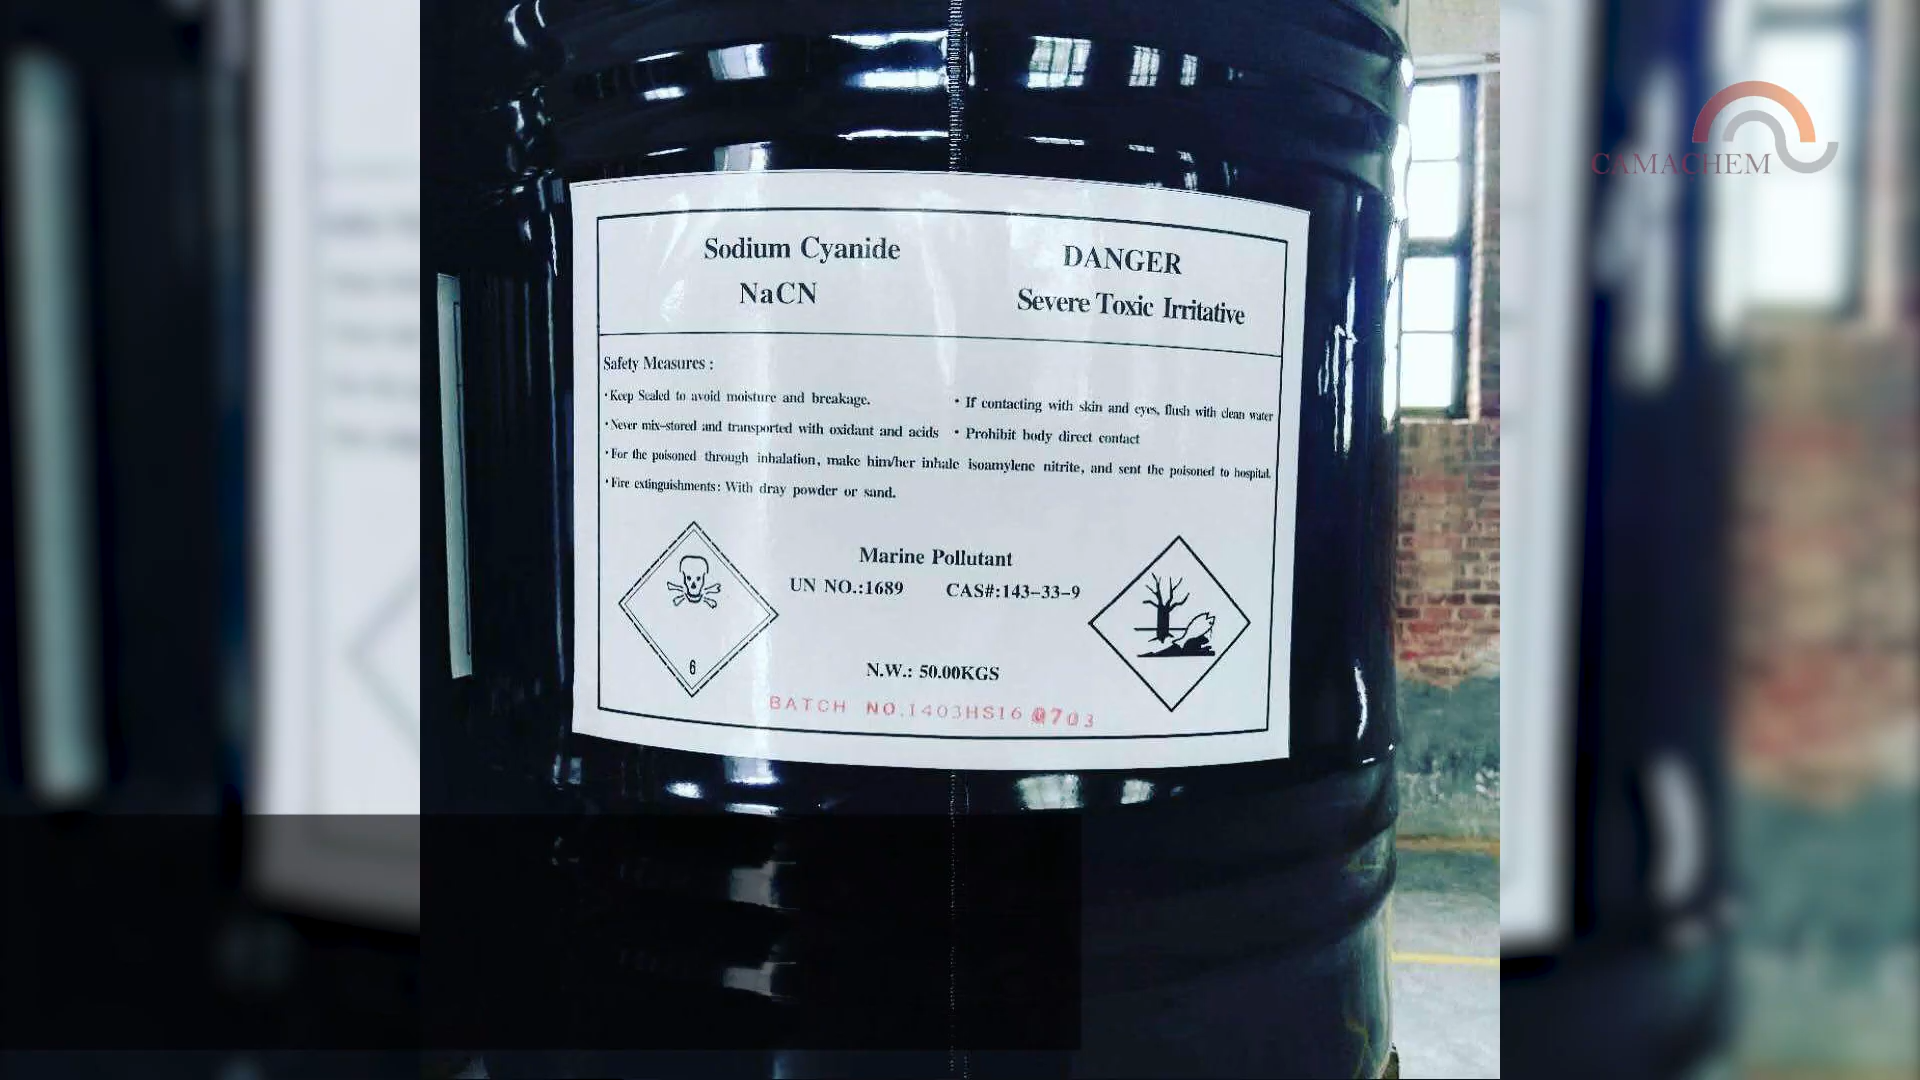 CAMACHEM
Sodium Cyanide
NaCN
DANGER
Severe Toxic Irritative
Safety Measures :
·Keep Sealed to avoid moisture and breakage.
·Never mix-stored and transported with oxidant and acids
· If contacting with skin and eyes, flush with clean water
· Prohibit body direct contact
·For the poisoned through inhalation, make him/her inhale isoamylene nitrite, and sent the poisoned to hospital.
·Fire extinguishments: With dray powder or sand.
6
Marine Pollutant
UN NO.:1689 CAS#:143-33-9
N.W.: 50.00KGS
BATCH NO.1403HS16 0703